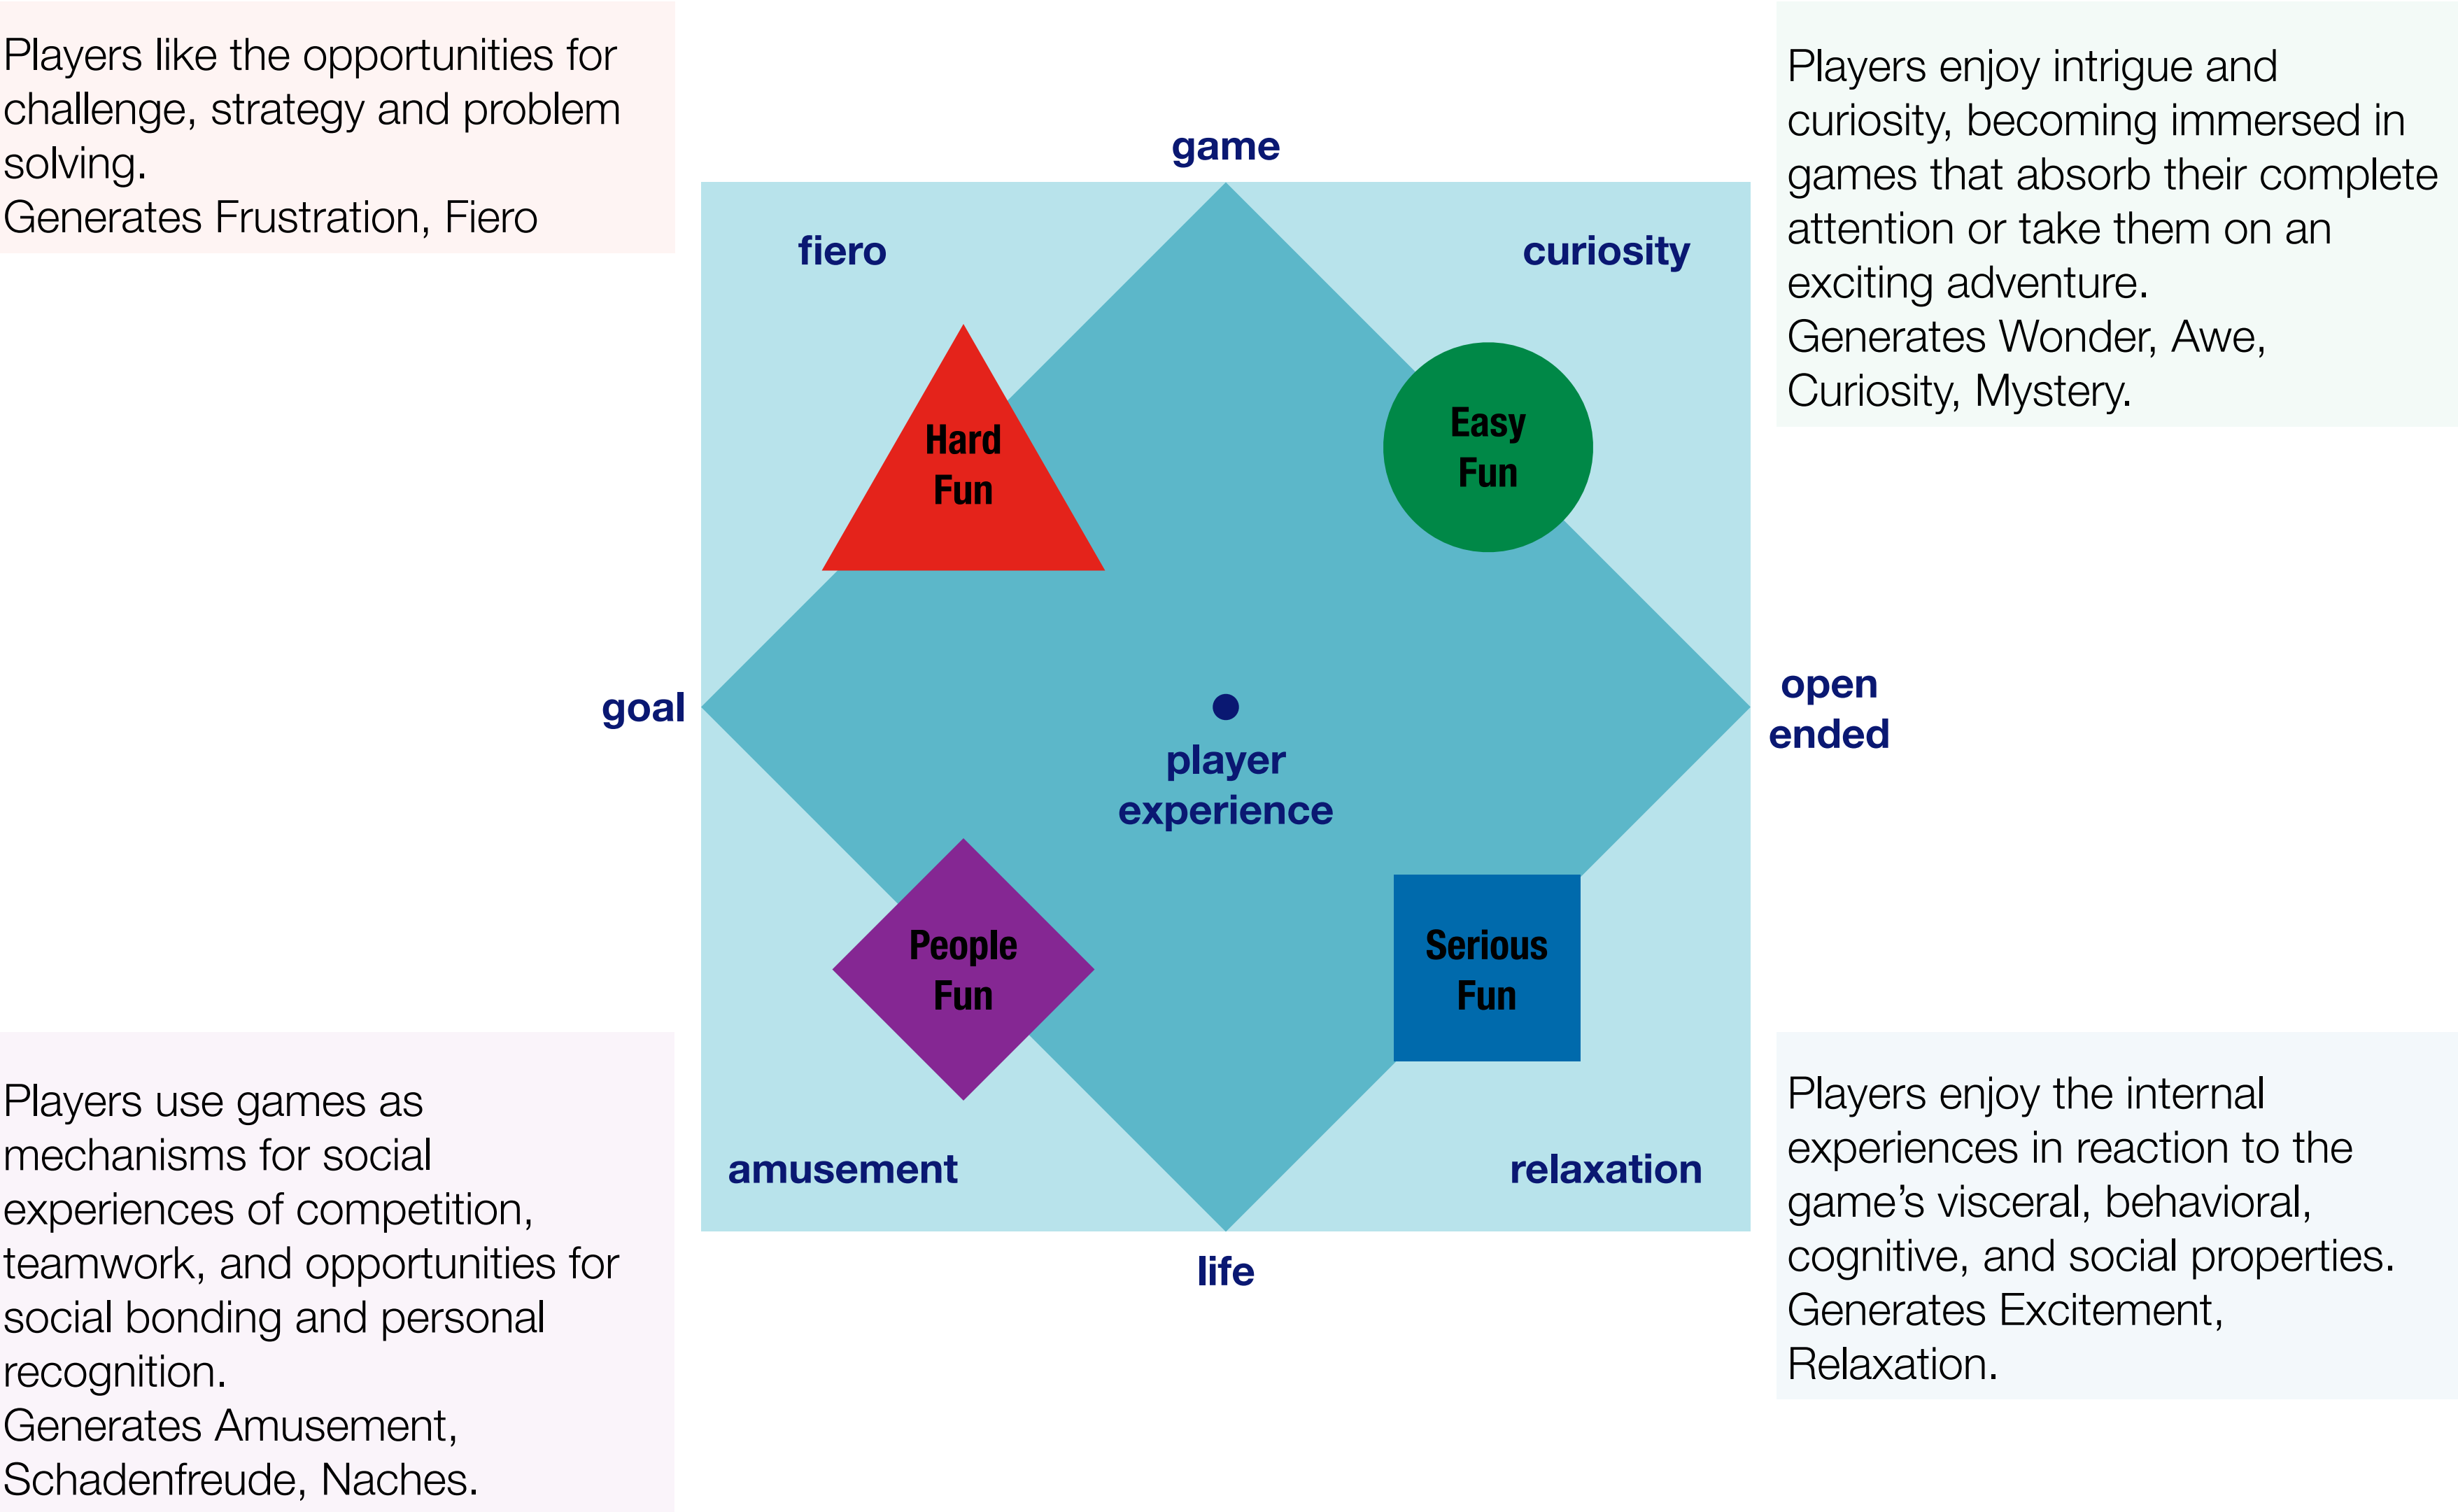 Players like the opportunities for
challenge, strategy and problem
solving.
Generates Frustration, Fiero
Players enjoy intrigue and
curiosity, becoming immersed in
games that absorb their complete
attention or take them on an
exciting adventure.
Generates Wonder, Awe,
Curiosity, Mystery.
game
fiero
curiosity
Hard
Fun
Easy
Fun
goal
open
ended
player
experience
People
Fun
Serious
Fun
amusement
relaxation
life
Players use games as
mechanisms for social
experiences of competition,
teamwork, and opportunities for
social bonding and personal
recognition.
Generates Amusement,
Schadenfreude, Naches.
Players enjoy the internal
experiences in reaction to the
game’s visceral, behavioral,
cognitive, and social properties.
Generates Excitement,
Relaxation.